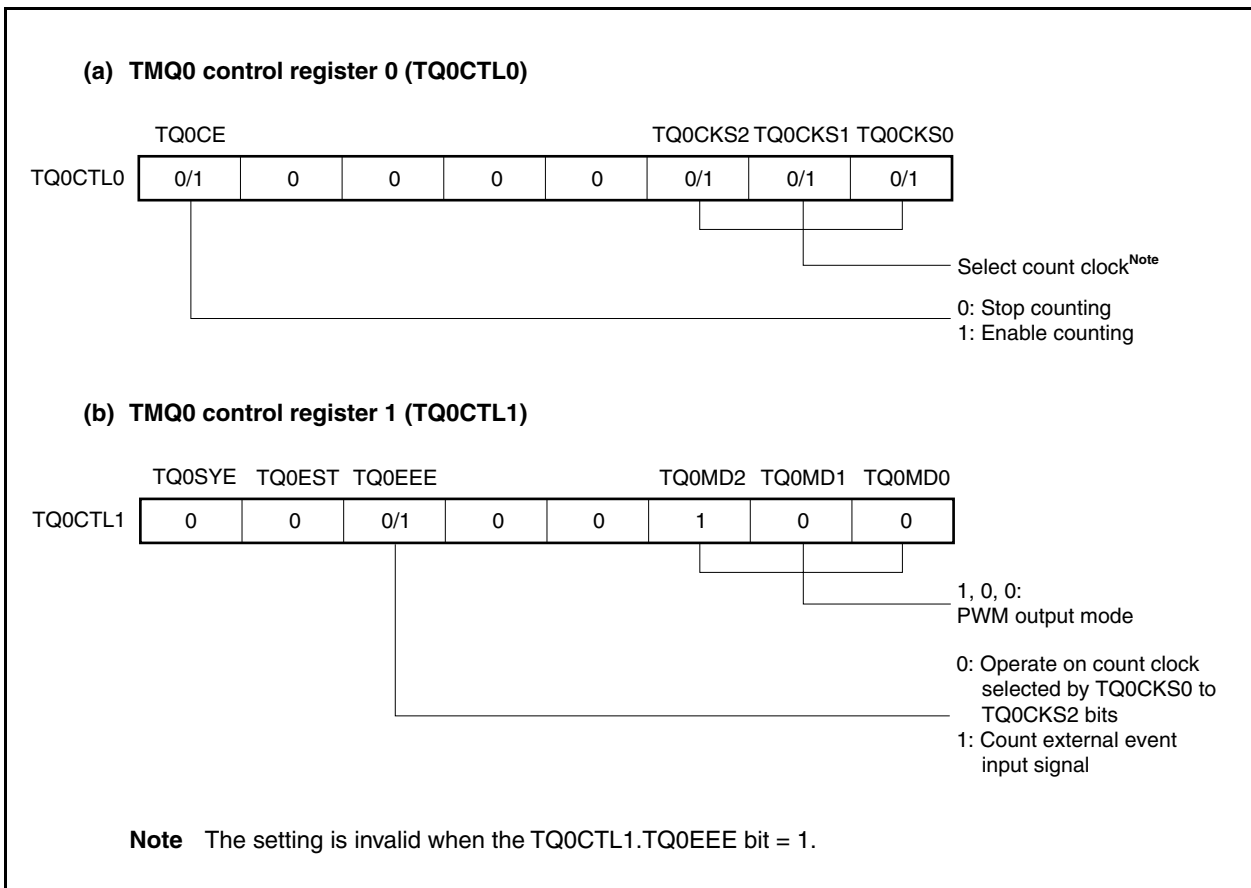 (a) TMQ0 control register 0 (TQ0CTL0)
TQ0CE TQ0CKS2 TQ0CKS1 TQ0CKS0
TQ0CTL0 0/1 0 0 0 0 0/1 0/1 0/1
Select count clockNote
0: Stop counting
1: Enable counting
(b) TMQ0 control register 1 (TQ0CTL1)
TQ0SYE TQ0EST TQ0EEE TQ0MD2 TQ0MD1 TQ0MD0
TQ0CTL1 0 0 0/1 0 0 1 0 0
1, 0, 0:
PWM output mode
0: Operate on count clock
selected by TQ0CKS0 to
TQ0CKS2 bits
1: Count external event
input signal
Note The setting is invalid when the TQ0CTL1.TQ0EEE bit = 1.